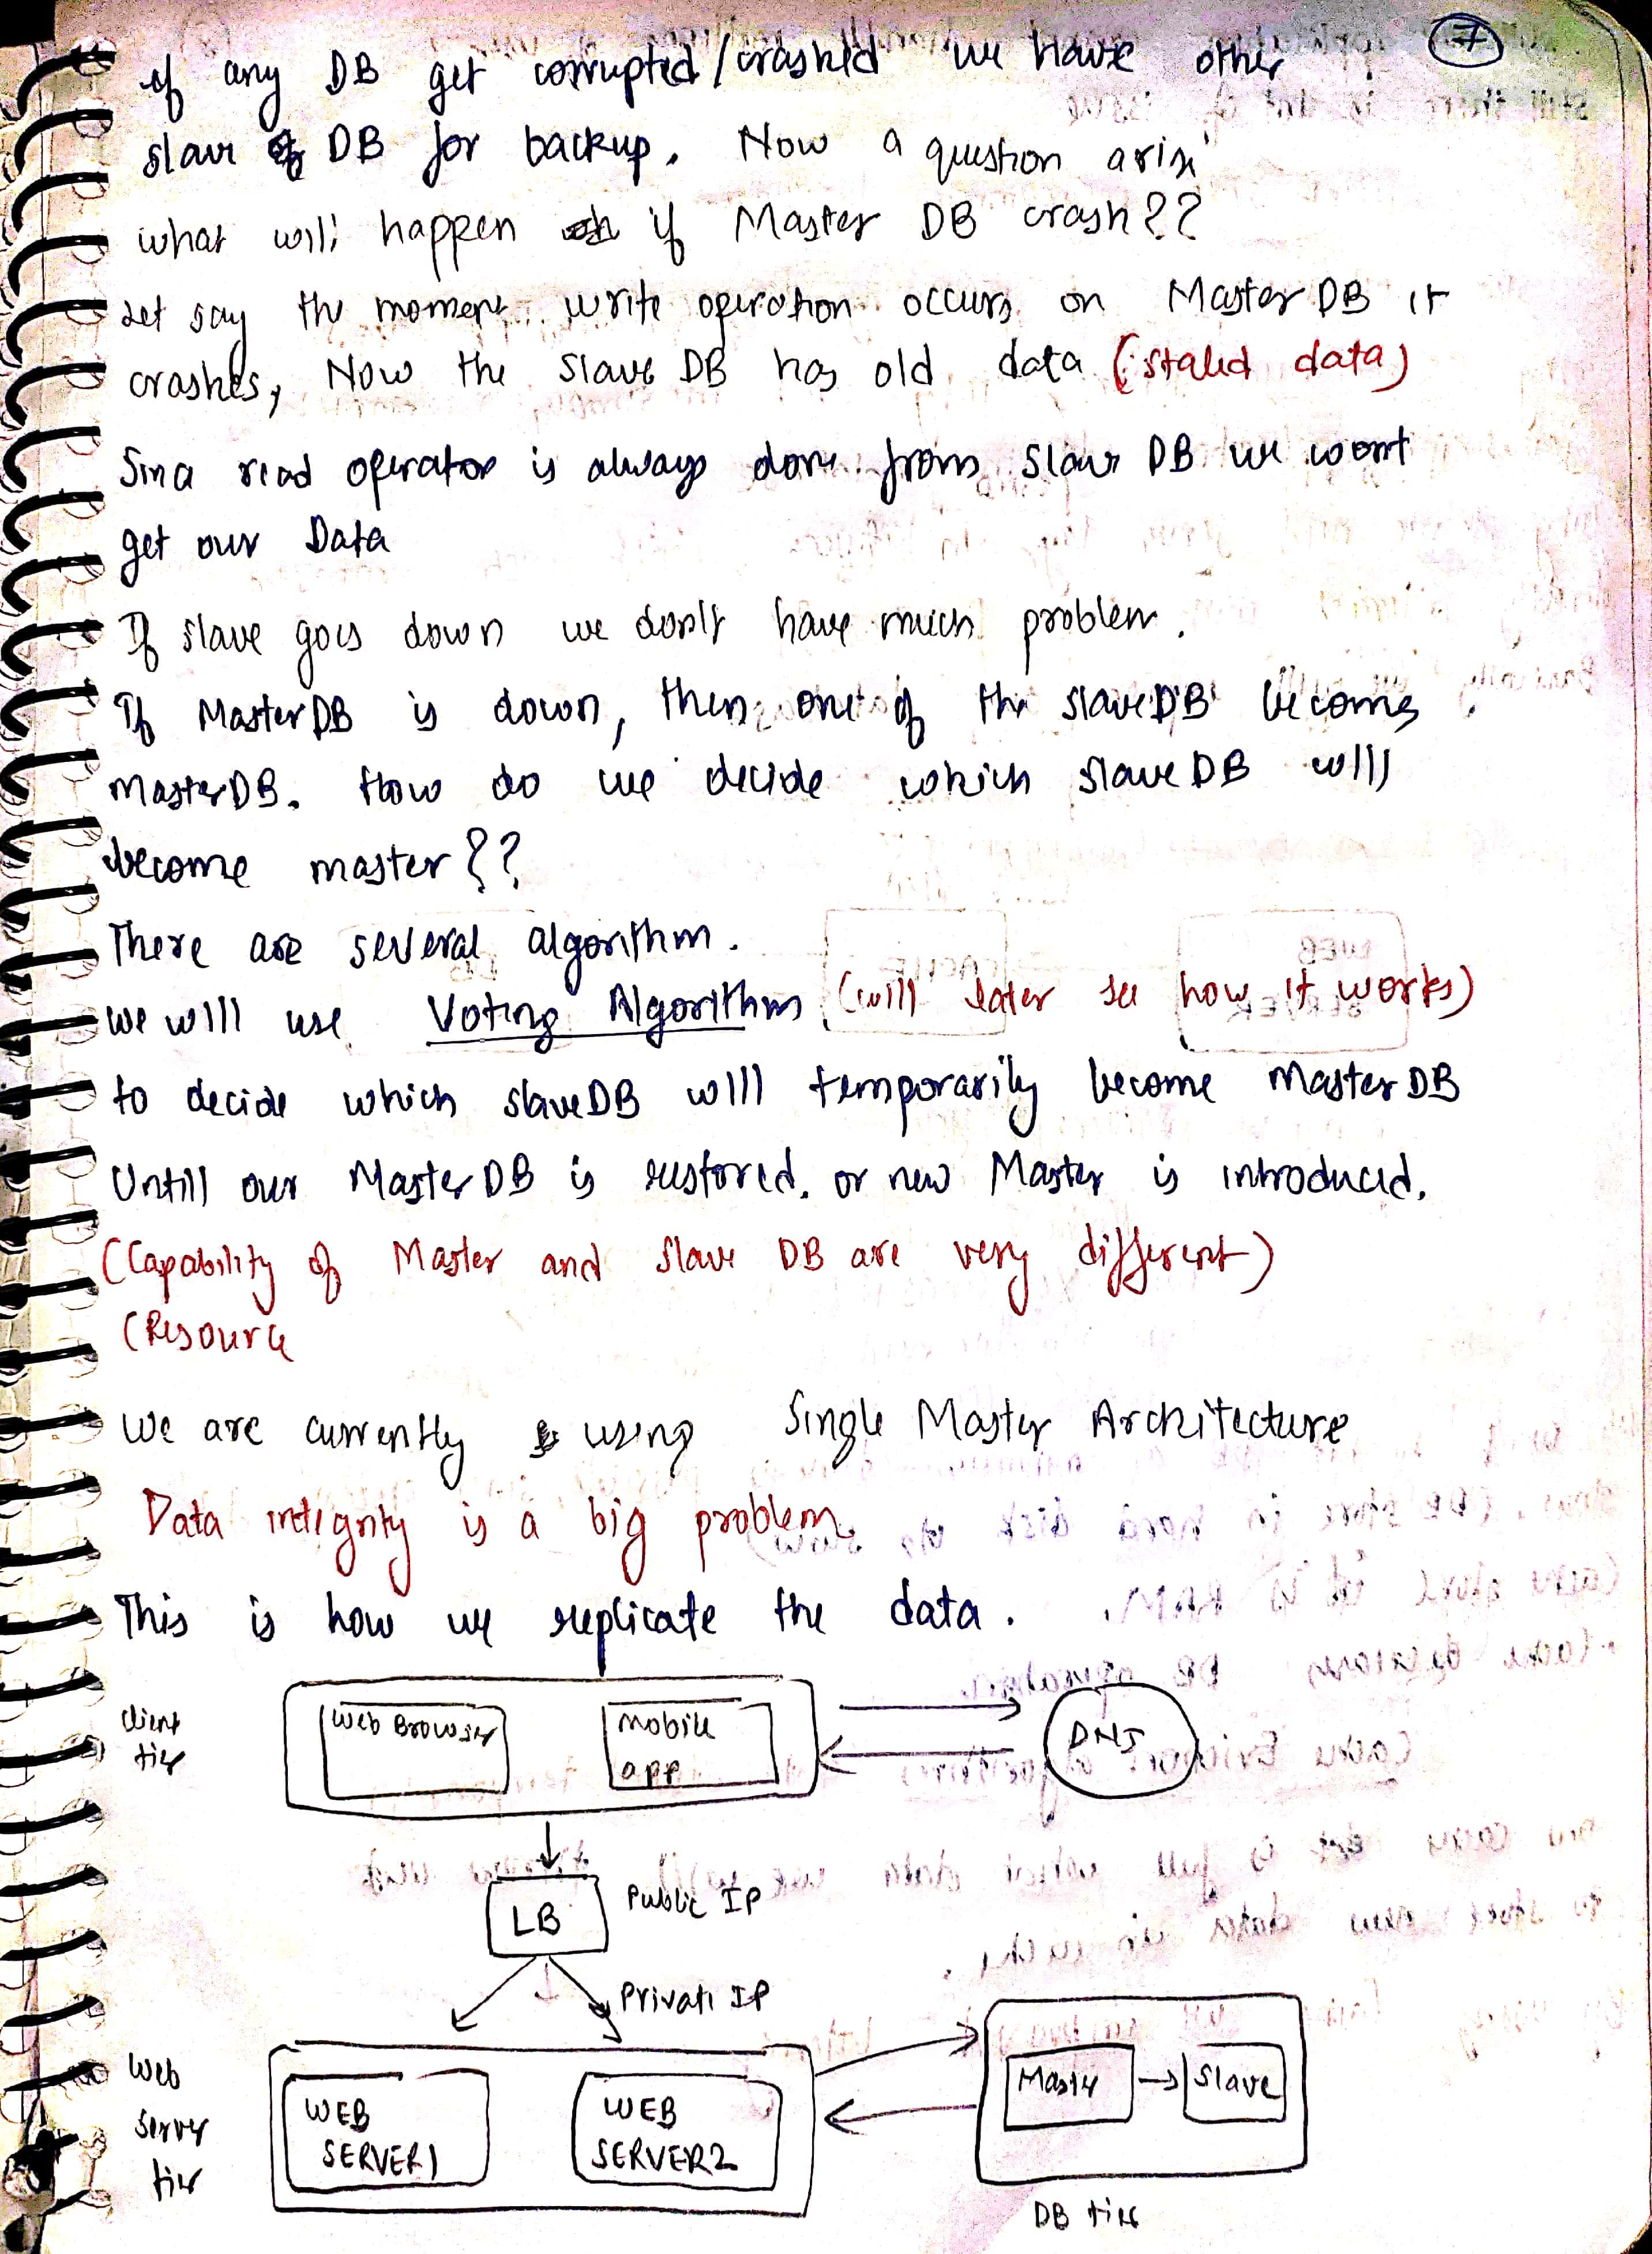 7
if any DB get corrupted/crashed we have other
slave DB for backup. Now a question arise
what will happen if Master DB crash??
Let say the moment write operation occurs on Master DB it
crashes, Now the Slave DB has old data (staled data)
Since read operation is always done from Slave DB we wont
get our Data
If slave goes down we don't have much problem.
If Master DB is down, then one of the slave DB becomes
Master DB. How do we decide which slave DB will
become master??
There are several algorithm.
we will use Voting Algorithm (will later see how it works)
to decide which slave DB will temporarily become Master DB
Untill our Master DB is restored. or new Master is introduced.
(Capability of Master and Slave DB are very different)
(Resource
We are currently using Single Master Architecture
Data integrity is a big problem
This is how we replicate the data.
Client
tier
Web Browser
Mobile
app
DNS
LB
Public IP
Private IP
Web
Server
tier
WEB
SERVER1
WEB
SERVER2
Master
Slave
DB tier